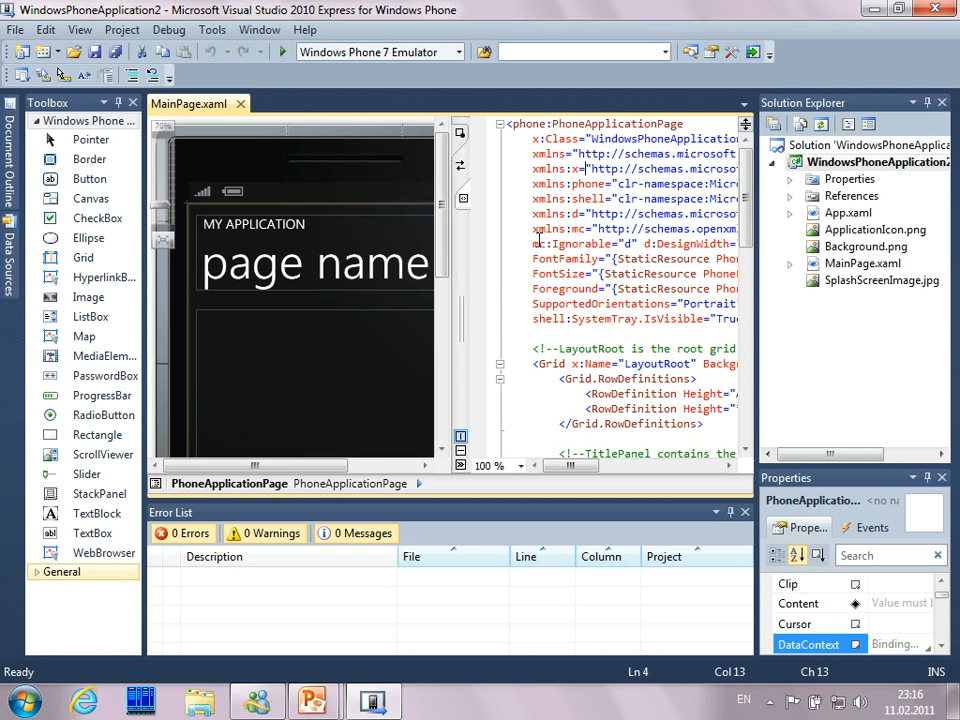 WindowsPhoneApplication2 - Microsoft Visual Studio 2010 Express for Windows Phone
File Edit View Project Debug Tools Window Help
Windows Phone 7 Emulator
Toolbox
MainPage.xaml
Solution Explorer
Document Outline
Data Sources
Windows Phone
Pointer
Border
Button
Canvas
CheckBox
Ellipse
Grid
HyperlinkB...
Image
ListBox
Map
MediaElem...
PasswordBox
ProgressBar
RadioButton
Rectangle
ScrollViewer
Slider
StackPanel
TextBlock
TextBox
WebBrowser
General
70%
MY APPLICATION
page name
<phone:PhoneApplicationPage
x:Class="WindowsPhoneApplication
xmlns="http://schemas.microsoft
xmlns:x="http://schemas.microso
xmlns:phone="clr-namespace:Micr
xmlns:shell="clr-namespace:Micr
xmlns:d="http://schemas.microso
xmlns:mc="http://schemas.openxm
mc:Ignorable="d" d:DesignWidth=
FontFamily="{StaticResource Pho
FontSize="{StaticResource PhoneF
Foreground="{StaticResource Pho
SupportedOrientations="Portrait"
shell:SystemTray.IsVisible="True
<!--LayoutRoot is the root grid
<Grid x:Name="LayoutRoot" Backg
<Grid.RowDefinitions>
<RowDefinition Height="
<RowDefinition Height="
</Grid.RowDefinitions>
<!--TitlePanel contains the
100 %
PhoneApplicationPage PhoneApplicationPage
Solution 'WindowsPhoneApplica
WindowsPhoneApplication2
Properties
References
App.xaml
ApplicationIcon.png
Background.png
MainPage.xaml
SplashScreenImage.jpg
Error List
0 Errors 0 Warnings 0 Messages
Description File Line Column Project
Properties
PhoneApplicatio... <no na
Prope... Events
Search
Clip
Content Value must b
Cursor
DataContext Binding...
Ready Ln 4 Col 13 Ch 13 INS
EN 23:16
11.02.2011